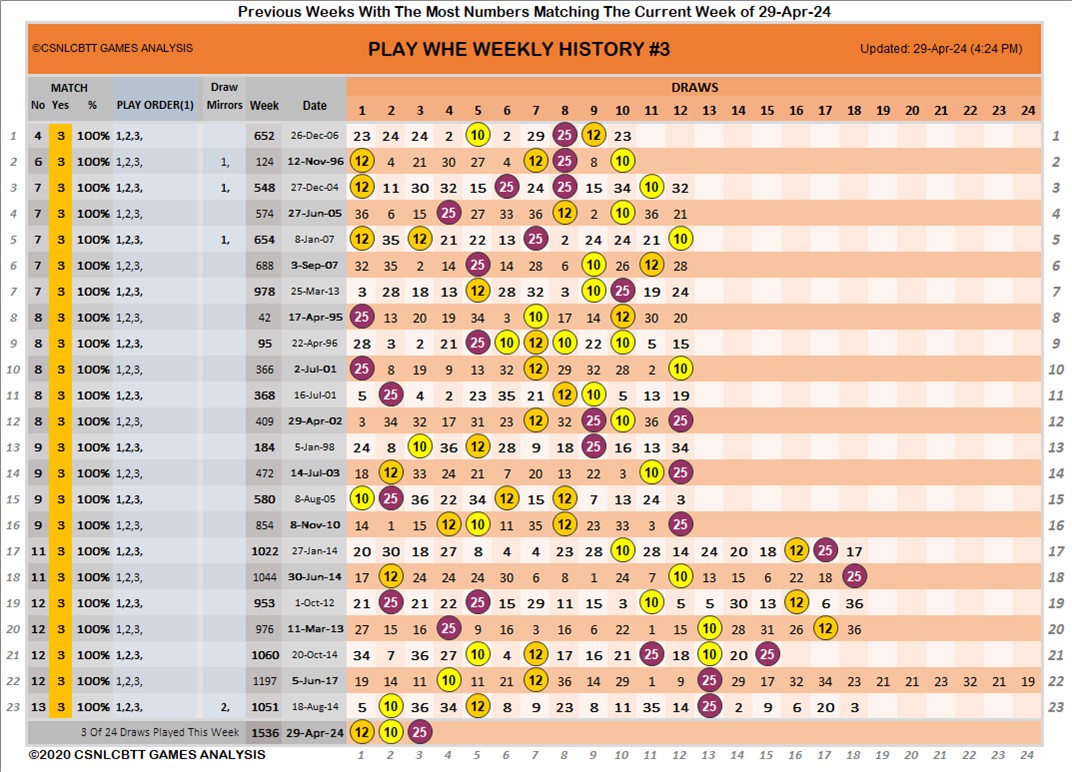 Previous Weeks With The Most Numbers Matching The Current Week of 29-Apr-24
©CSNLCBTT GAMES ANALYSIS PLAY WHE WEEKLY HISTORY #3 Updated: 29-Apr-24 (4:24 PM)
MATCH Draw DRAWS
No Yes % PLAY ORDER(1) Mirrors Week Date 1 2 3 4 5 6 7 8 9 10 11 12 13 14 15 16 17 18 19 20 21 22 23 24
1 4 3 100% 1,2,3, 652 26-Dec-06 23 24 24 2 10 2 29 25 12 23 1
2 6 3 100% 1,2,3, 1, 124 12-Nov-96 12 4 21 30 27 4 12 25 8 10 2
3 7 3 100% 1,2,3, 1, 548 27-Dec-04 12 11 30 32 15 25 24 25 15 34 10 32 3
4 7 3 100% 1,2,3, 574 27-Jun-05 36 6 15 25 27 33 36 12 2 10 36 21 4
5 7 3 100% 1,2,3, 1, 654 8-Jan-07 12 35 12 21 22 13 25 2 24 24 21 10 5
6 7 3 100% 1,2,3, 688 3-Sep-07 32 35 2 14 25 14 28 6 10 26 12 28 6
7 7 3 100% 1,2,3, 978 25-Mar-13 3 28 18 13 12 28 32 3 10 25 19 24 7
8 8 3 100% 1,2,3, 42 17-Apr-95 25 13 20 19 34 3 10 17 14 12 30 20 8
9 8 3 100% 1,2,3, 95 22-Apr-96 28 3 2 21 25 10 12 10 22 10 5 15 9
10 8 3 100% 1,2,3, 366 2-Jul-01 25 8 19 9 13 32 12 29 32 28 2 10 10
11 8 3 100% 1,2,3, 368 16-Jul-01 5 25 4 2 23 35 21 12 10 5 13 19 11
12 8 3 100% 1,2,3, 409 29-Apr-02 3 34 32 17 31 23 12 32 25 10 36 25 12
13 9 3 100% 1,2,3, 184 5-Jan-98 24 8 10 36 12 28 9 18 25 16 13 34 13
14 9 3 100% 1,2,3, 472 14-Jul-03 18 12 33 24 21 7 20 13 22 3 10 25 14
15 9 3 100% 1,2,3, 580 8-Aug-05 10 25 36 22 34 12 15 12 7 13 24 3 15
16 9 3 100% 1,2,3, 854 8-Nov-10 14 1 15 12 10 11 35 12 23 33 3 25 16
17 11 3 100% 1,2,3, 1022 27-Jan-14 20 30 18 27 8 4 4 23 28 10 28 14 24 20 18 12 25 17 17
18 11 3 100% 1,2,3, 1044 30-Jun-14 17 12 24 24 24 30 6 8 1 24 7 10 13 15 6 22 18 25 18
19 12 3 100% 1,2,3, 953 1-Oct-12 21 25 21 22 25 15 29 11 15 3 10 5 5 30 13 12 6 36 19
20 12 3 100% 1,2,3, 976 11-Mar-13 27 15 16 25 9 16 3 16 6 22 1 15 10 28 31 26 12 36 20
21 12 3 100% 1,2,3, 1060 20-Oct-14 34 7 36 27 10 4 12 17 16 21 25 18 10 20 25 21
22 12 3 100% 1,2,3, 1197 5-Jun-17 19 14 11 10 11 21 12 36 14 29 1 9 25 29 17 32 34 23 21 21 23 32 21 19 22
23 13 3 100% 1,2,3, 2, 1051 18-Aug-14 5 10 36 34 12 8 9 23 8 11 35 14 25 2 9 6 20 3 23
3 Of 24 Draws Played This Week 1536 29-Apr-24 12 10 25
©2020 CSNLCBTT GAMES ANALYSIS 1 2 3 4 5 6 7 8 9 10 11 12 13 14 15 16 17 18 19 20 21 22 23 24